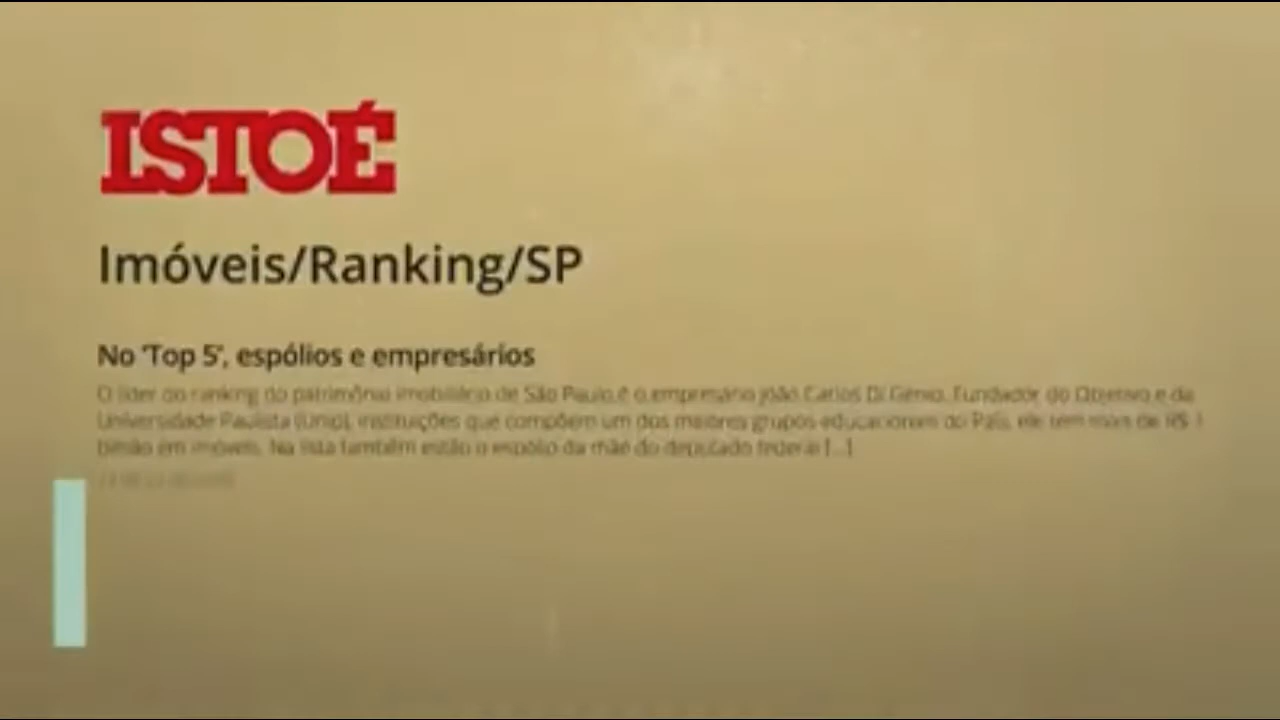 ISTOÉ
Imóveis/Ranking/SP
No 'Top 5', espólios e empresários
O líder do ranking do patrimônio imobiliário de São Paulo é o empresário João Carlos Di Genio. Fundador do Objetivo e da
Universidade Paulista (Unip), instituições que compõem um dos maiores grupos educacionais do País, ele tem mais de R$ 1
bilhão em imóveis. Na lista também estão o espólio da mãe do deputado federal [...]